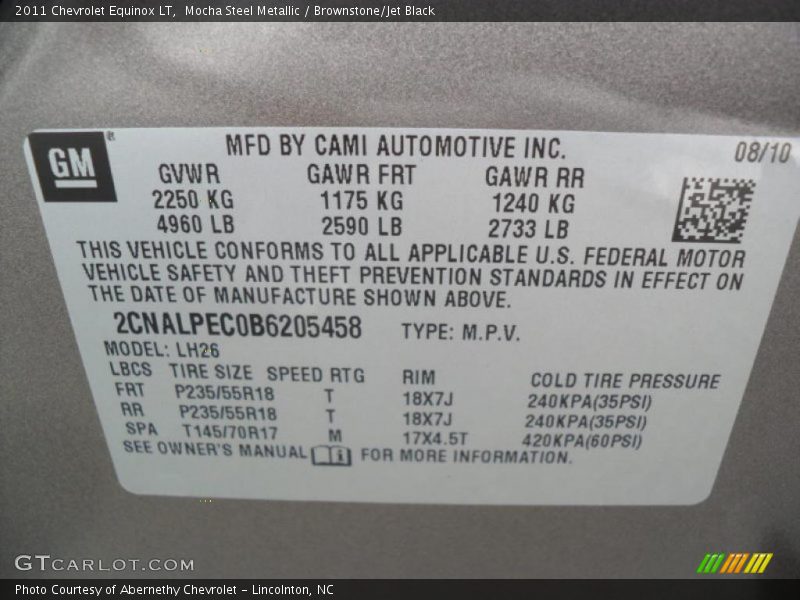 2011 Chevrolet Equinox LT,  Mocha Steel Metallic / Brownstone/Jet Black
GM®
MFD BY CAMI AUTOMOTIVE INC.
08/10
GVWR GAWR FRT GAWR RR
2250 KG 1175 KG 1240 KG
4960 LB 2590 LB 2733 LB
THIS VEHICLE CONFORMS TO ALL APPLICABLE U.S. FEDERAL MOTOR
VEHICLE SAFETY AND THEFT PREVENTION STANDARDS IN EFFECT ON
THE DATE OF MANUFACTURE SHOWN ABOVE.
2CNALPEC0B6205458 TYPE: M.P.V.
MODEL: LH26
LBCS TIRE SIZE SPEED RTG RIM COLD TIRE PRESSURE
FRT P235/55R18 T 18X7J 240KPA(35PSI)
RR P235/55R18 T 18X7J 240KPA(35PSI)
SPA T145/70R17 M 17X4.5T 420KPA(60PSI)
SEE OWNER'S MANUAL i FOR MORE INFORMATION.
GTCARLOT.COM
Photo Courtesy of Abernethy Chevrolet – Lincolnton, NC